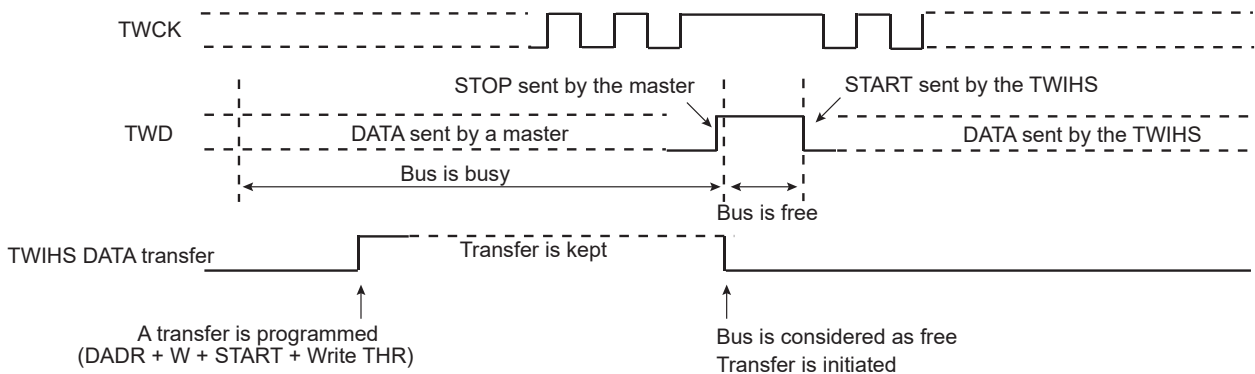 TWCK
STOP sent by the master
START sent by the TWIHS
TWD
DATA sent by a master
DATA sent by the TWIHS
Bus is busy
Bus is free
TWIHS DATA transfer
Transfer is kept
A transfer is programmed
(DADR + W + START + Write THR)
Bus is considered as free
Transfer is initiated